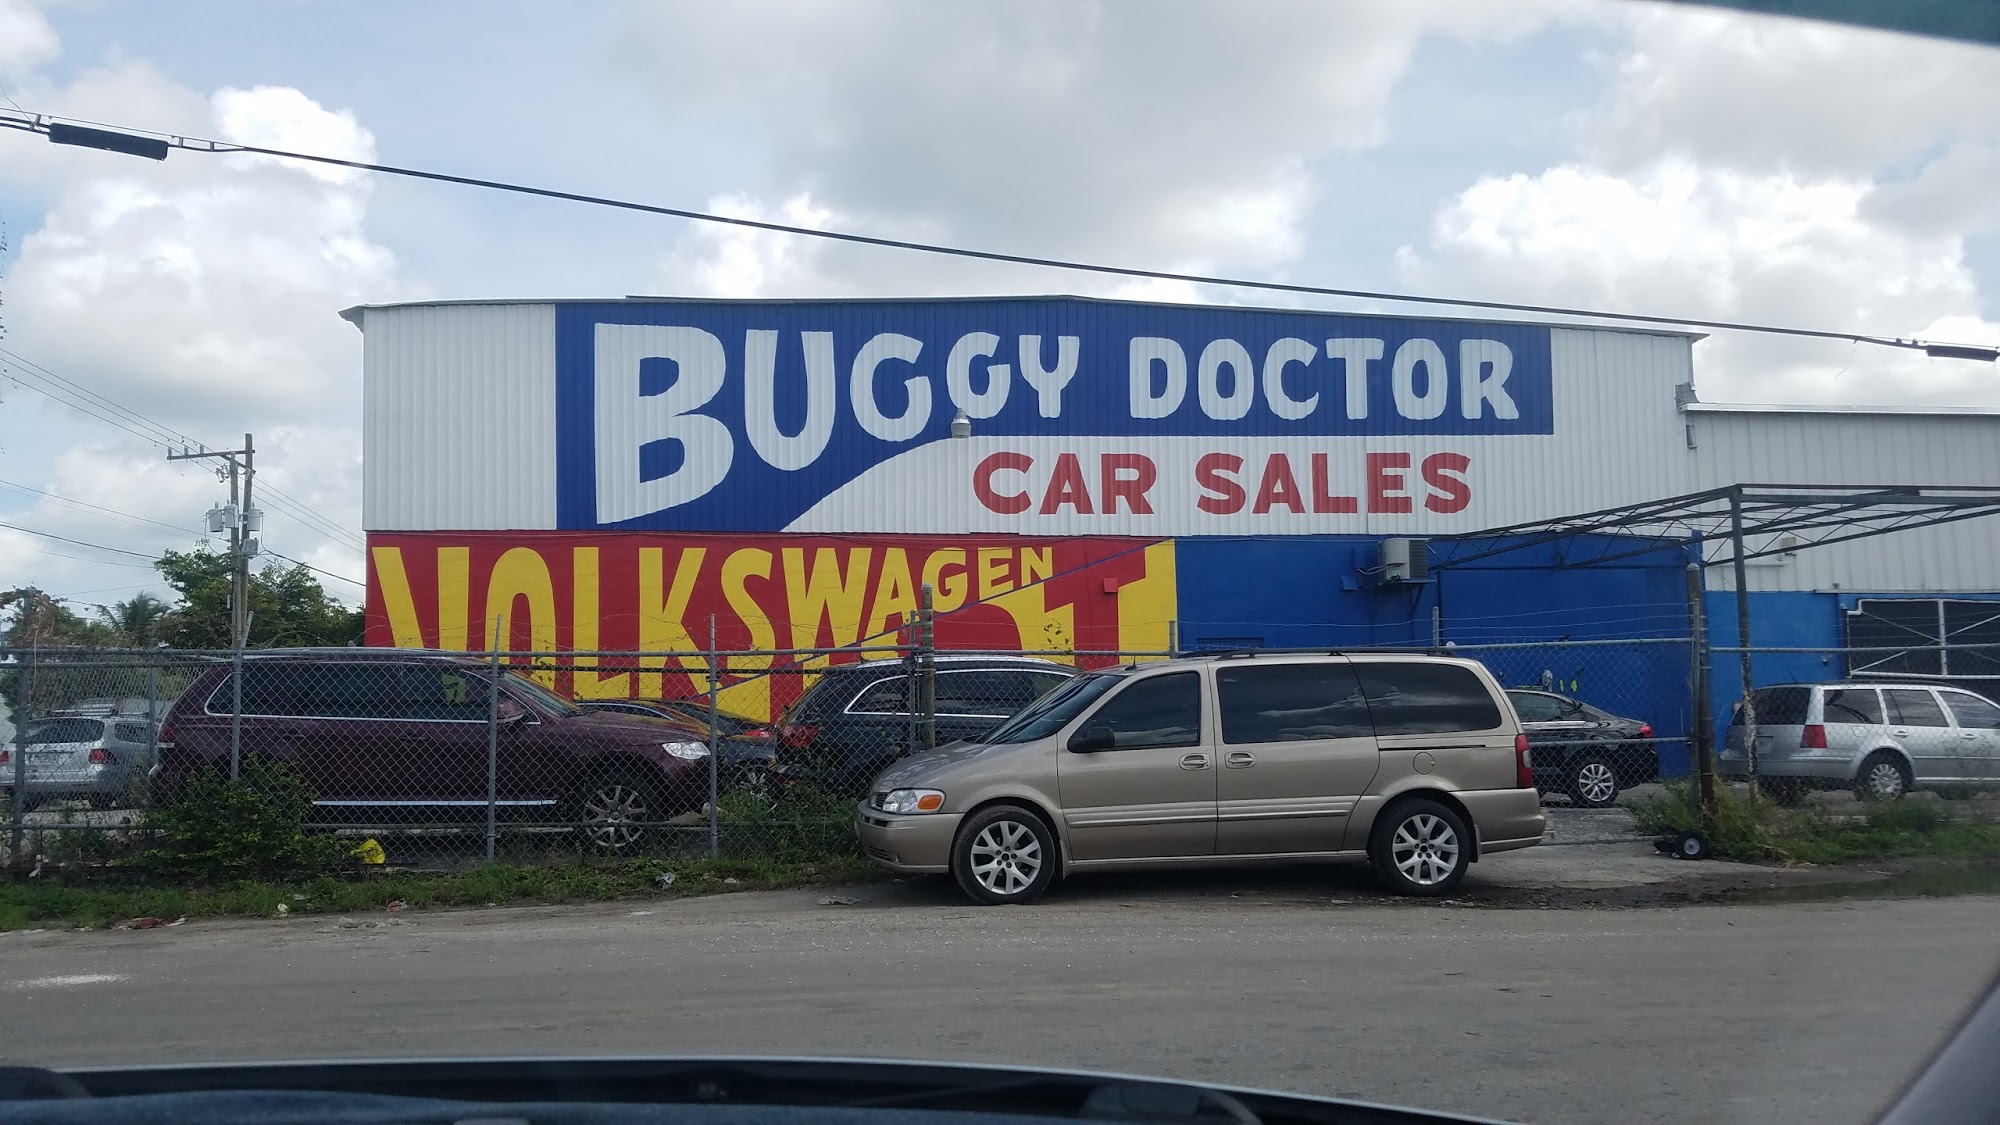 BUGGY DOCTOR
CAR SALES
VOLKSWAGEN